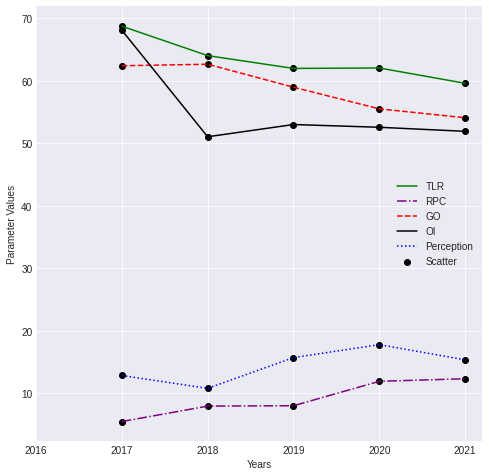 70
60
50
40
30
20
10
Parameter Values
TLR
RPC
GO
OI
Perception
Scatter
2016 2017 2018 2019 2020 2021
Years